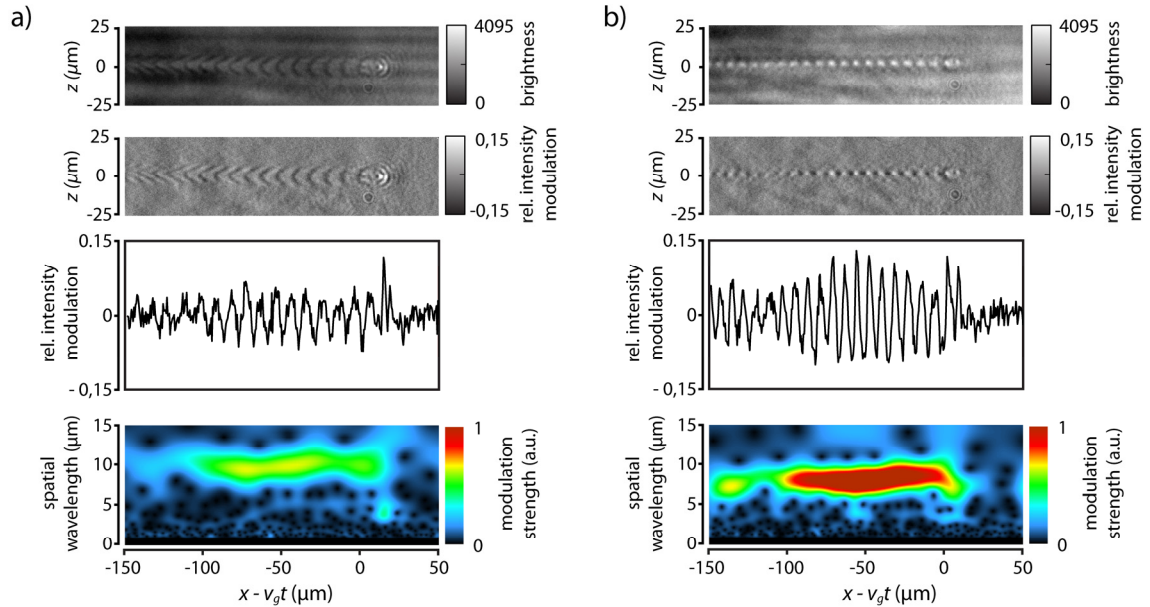 a)
25
0
-25
z (µm)
4095
0
brightness
25
0
-25
z (µm)
0,15
-0,15
rel. intensity
modulation
0.15
0
- 0,15
rel. intensity
modulation
15
10
5
0
spatial
wavelength (µm)
1
0
modulation
strength (a.u.)
-150
-100
-50
0
50
x - vgt (µm)
b)
25
0
-25
z (µm)
4095
0
brightness
25
0
-25
z (µm)
0,15
-0,15
rel. intensity
modulation
0.15
0
- 0,15
rel. intensity
modulation
15
10
5
0
spatial
wavelength (µm)
1
0
modulation
strength (a.u.)
-150
-100
-50
0
50
x - vgt (µm)